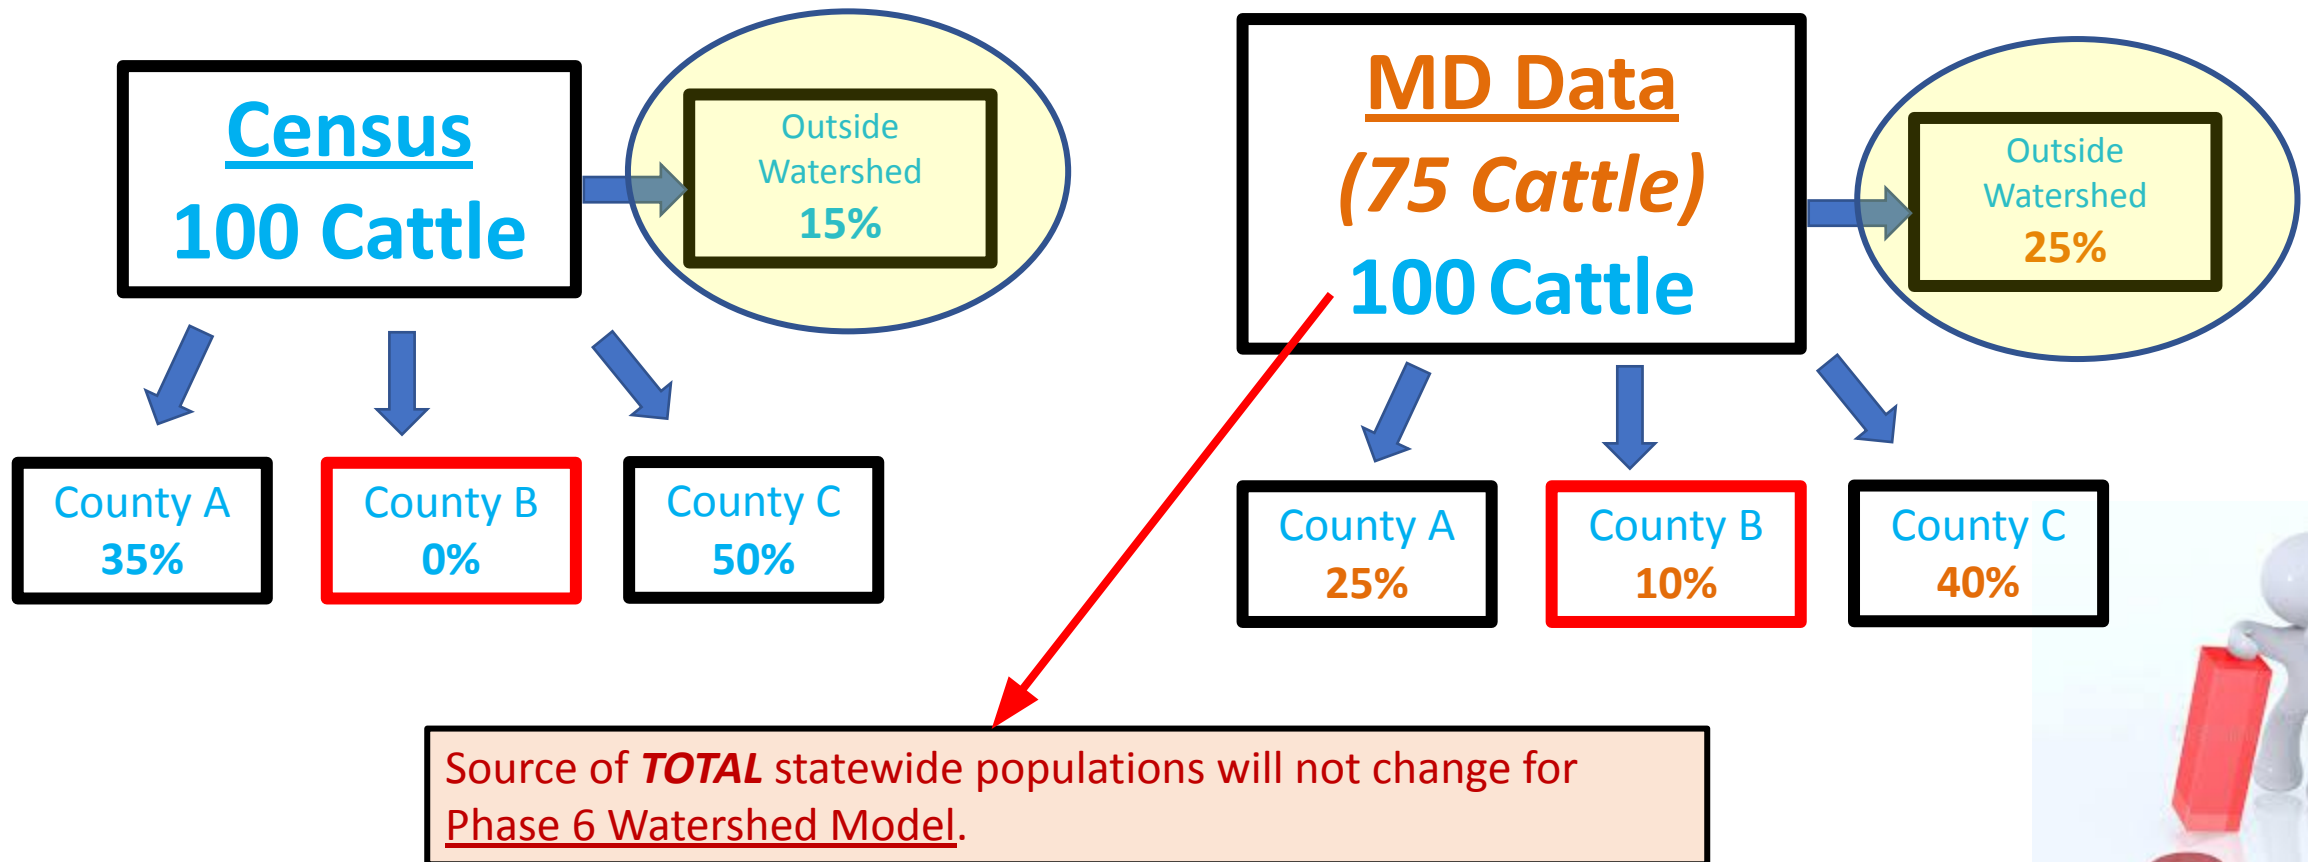 Census
100 Cattle
Outside
Watershed
15%
County A
35%
County B
0%
County C
50%
MD Data
(75 Cattle)
100 Cattle
Outside
Watershed
25%
County A
25%
County B
10%
County C
40%
Source of TOTAL statewide populations will not change for
Phase 6 Watershed Model.